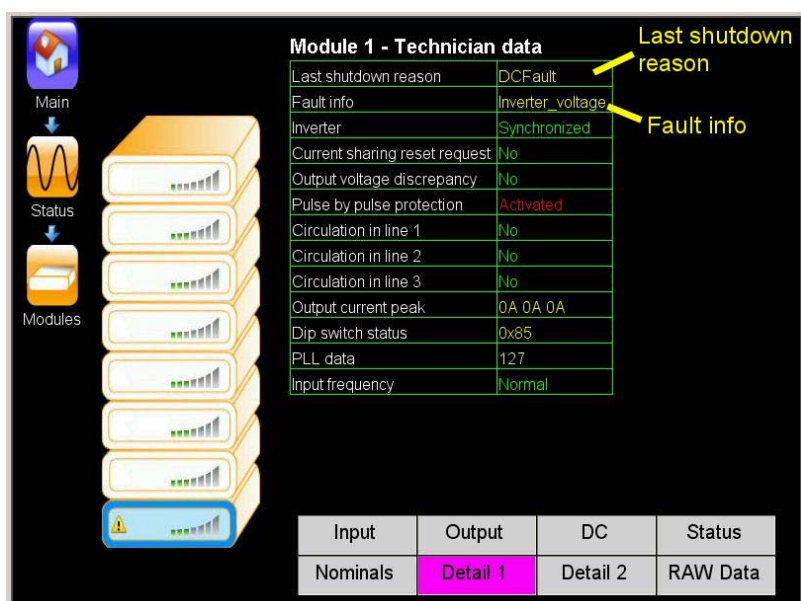 Module 1 - Technician data
Last shutdown reason DCFault
Fault info Inverter_voltage
Inverter Synchronized
Current sharing reset request No
Output voltage discrepancy No
Pulse by pulse protection Activated
Circulation in line 1 No
Circulation in line 2 No
Circulation in line 3 No
Output current peak 0A 0A 0A
Dip switch status 0x85
PLL data 127
Input frequency Normal
Last shutdown
reason
Fault info
Main
Status
Modules
Input Output DC Status
Nominals Detail 1 Detail 2 RAW Data